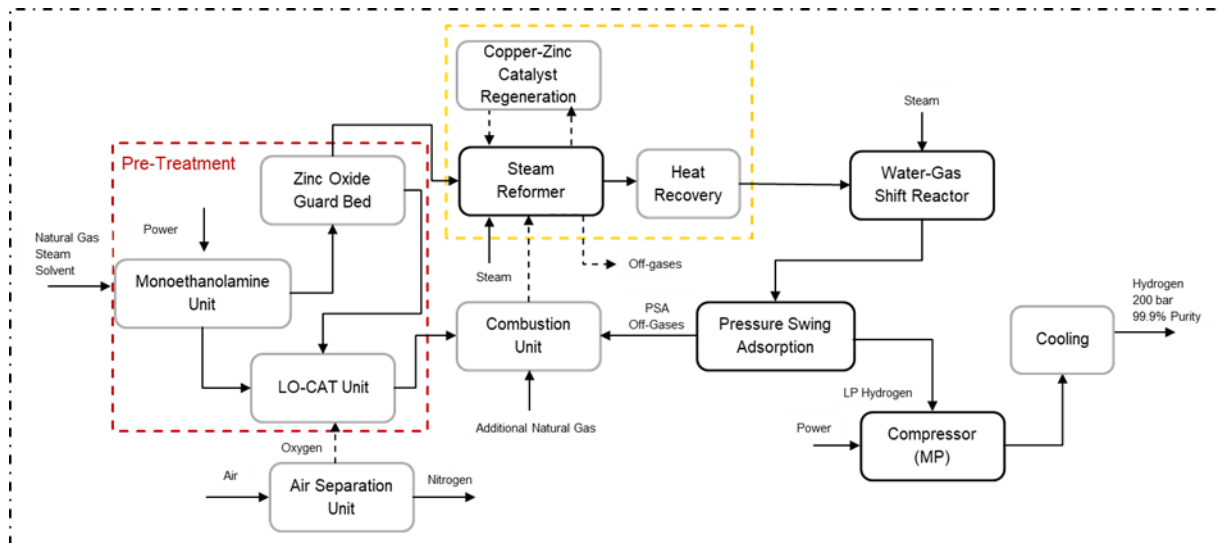 Copper-Zinc
Catalyst
Regeneration
Steam
Pre-Treatment
Zinc Oxide
Guard Bed
Steam
Reformer
Heat
Recovery
Water-Gas
Shift Reactor
Power
Natural Gas
Steam
Solvent
Monoethanolamine
Unit
Steam
Off-gases
Hydrogen
200 bar
99.9% Purity
PSA
Off-Gases
Combustion
Unit
Pressure Swing
Adsorption
Cooling
LO-CAT Unit
LP Hydrogen
Additional Natural Gas
Power
Compressor
(MP)
Oxygen
Air
Air Separation
Unit
Nitrogen